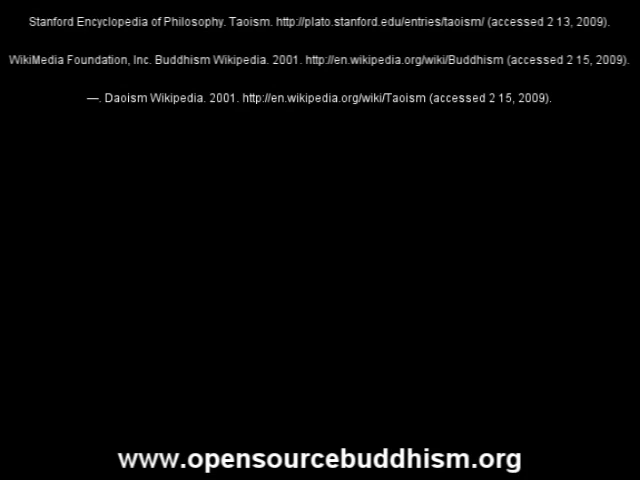 Stanford Encyclopedia of Philosophy. Taoism. http://plato.stanford.edu/entries/taoism/ (accessed 2 13, 2009).
WikiMedia Foundation, Inc. Buddhism Wikipedia. 2001. http://en.wikipedia.org/wiki/Buddhism (accessed 2 15, 2009).
—. Daoism Wikipedia. 2001. http://en.wikipedia.org/wiki/Taoism (accessed 2 15, 2009).
www.opensourcebuddhism.org